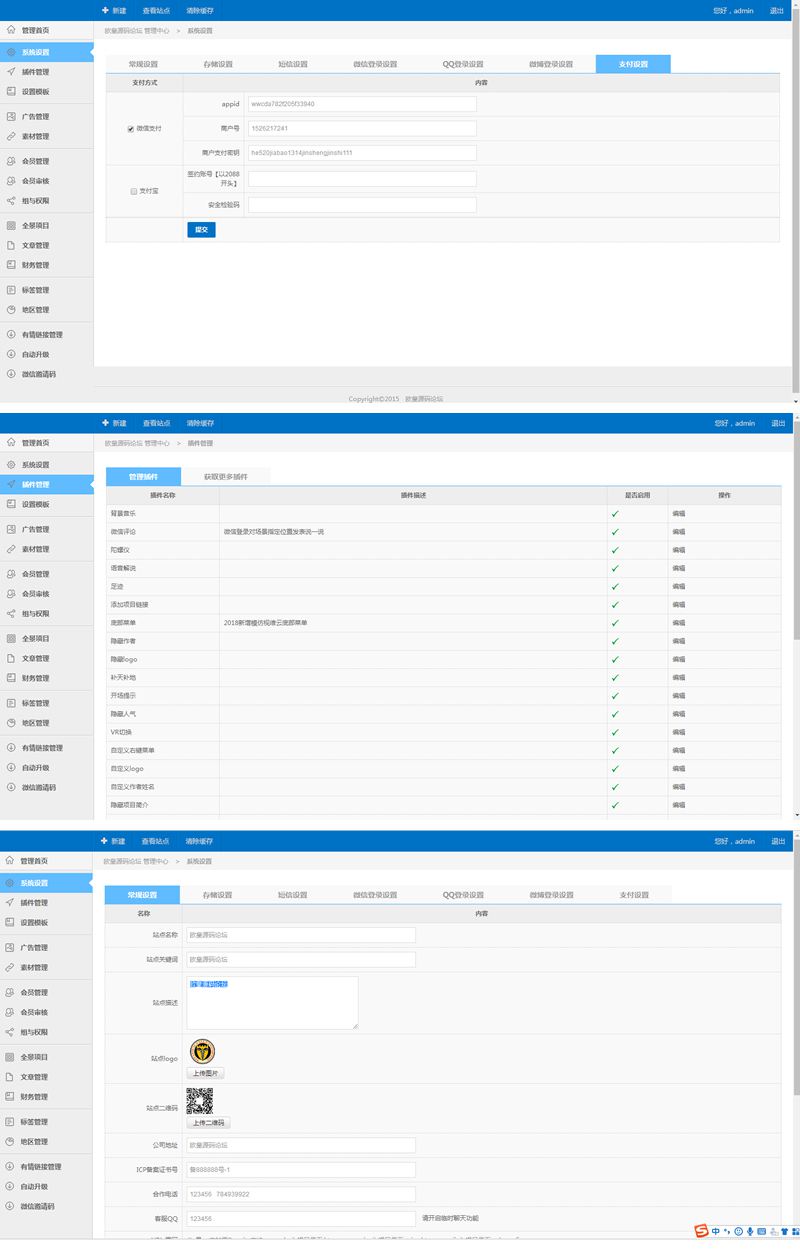 新建 查看站点 清除缓存 您好，admin 退出
管理首页 欧皇源码论坛 管理中心 > 系统设置
系统设置
插件管理 常规设置 存储设置 短信设置 微信登录设置 QQ登录设置 微博登录设置 支付设置
设置模板 支付方式 内容
广告管理 appid wwcda782f205f33940
素材管理 微信支付 商户号 1526217241
会员管理 商户支付密钥 he520jiabao1314jinshengjinshi111
会员审核 签约账号【以2088开头】
组与权限 支付宝 安全检验码
全景项目 提交
文章管理
财务管理
标签管理
地区管理
有情链接管理
自动升级
微信邀请码
Copyright©2015 欧皇源码论坛
新建 查看站点 清除缓存 您好，admin 退出
管理首页 欧皇源码论坛 管理中心 > 插件管理
系统设置
插件管理 管理插件 获取更多插件
设置模板 插件名称 插件描述 是否启用 操作
广告管理 背景音乐 ✓ 编辑
素材管理 微信评论 微信登录对场景指定位置发表说一说 ✓ 编辑
会员管理 陀螺仪 ✓ 编辑
会员审核 语音解说 ✓ 编辑
组与权限 足迹 ✓ 编辑
全景项目 添加项目链接 ✓ 编辑
文章管理 底部菜单 ✓ 编辑
财务管理 隐藏作者 ✓ 编辑
标签管理 隐藏logo ✓ 编辑
地区管理 补天补地 ✓ 编辑
有情链接管理 开场提示 ✓ 编辑
自动升级 隐藏人气 ✓ 编辑
微信邀请码 VR切换 ✓ 编辑
自定义右键菜单 ✓ 编辑
自定义logo ✓ 编辑
自定义作者姓名 ✓ 编辑
隐藏项目简介 ✓ 编辑
新建 查看站点 清除缓存 您好，admin 退出
管理首页 欧皇源码论坛 管理中心 > 系统设置
系统设置 常规设置 存储设置 短信设置 微信登录设置 QQ登录设置 微博登录设置 支付设置
插件管理 名称 内容
设置模板 站点名称 欧皇源码论坛
广告管理 站点关键词 欧皇源码论坛
素材管理 站点描述 欧皇源码论坛
会员管理
会员审核
组与权限 站点logo
全景项目 上传图片
文章管理 站点二维码
财务管理 上传二维码
标签管理
地区管理 公司地址 欧皇源码论坛
有情链接管理 ICP备案证书号 备888888号-1
自动升级 合作电话 123456 784939922
微信邀请码 客服QQ 123456 请开启临时聊天功能
中